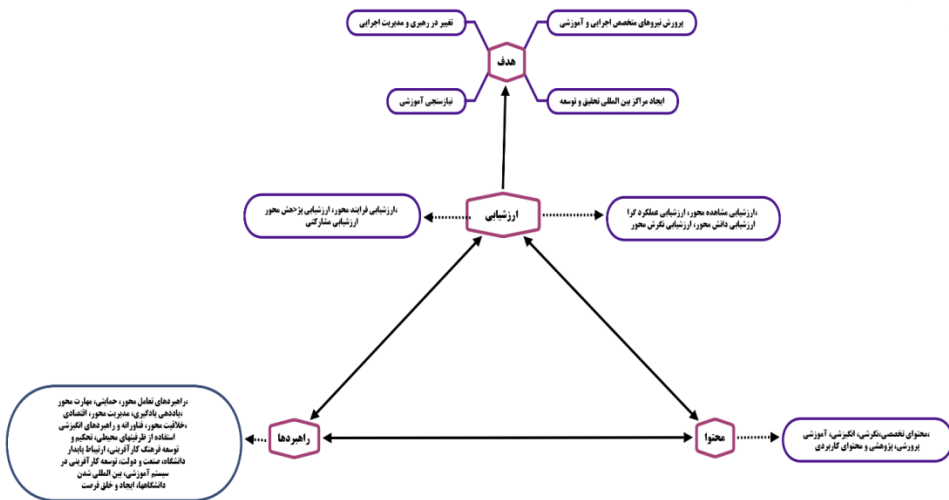 تغییر در رهبری و مدیریت اجرایی
پرورش نیروهای متخصص اجرایی و آموزشی
هدف
نیازسنجی آموزشی
ایجاد مراکز بین المللی تحقیق و توسعه
ارزشیابی
،ارزشیابی فرایند محور، ارزشیابی پژحهش محور
ارزشیابی مشارکتی
،ارزشیابی مشاهده محور، ارزشیابی عملکرد گرا
ارزشیابی دانش محور، ارزشیابی نگرش محور
،راهبردهای تعامل محور، حمایتی، مهارت محور
،یاددهی یادگیری، مدیریت محور، اقتصادی
،خلاقیت محور، فناورانه و راهبردهای انگیزشی
استفاده از ظرفیتهای محیطی، تحکیم و
توسعه فرهنگ کارآفرینی، ارتیباط پایدار
دانشگاه، صنعت و دولت، توسعه کارآفرینی در
سیستم آموزشی، بین المللی شدن
دانشگاهها، ایجاد و خلق فرصت
راهبردها
محتوا
،محتوای تخصصی،نگرشی، انگیزشی، آموزشی
پرورشی، پژوهشی و محتوای کاربردی